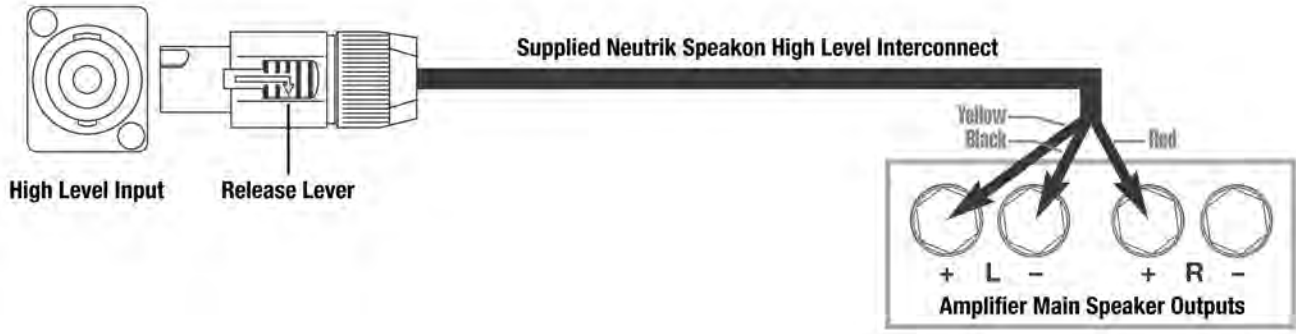 Supplied Neutrik Speakon High Level Interconnect
Yellow
Black
Red
High Level Input
Release Lever
+ L - + R -
Amplifier Main Speaker Outputs